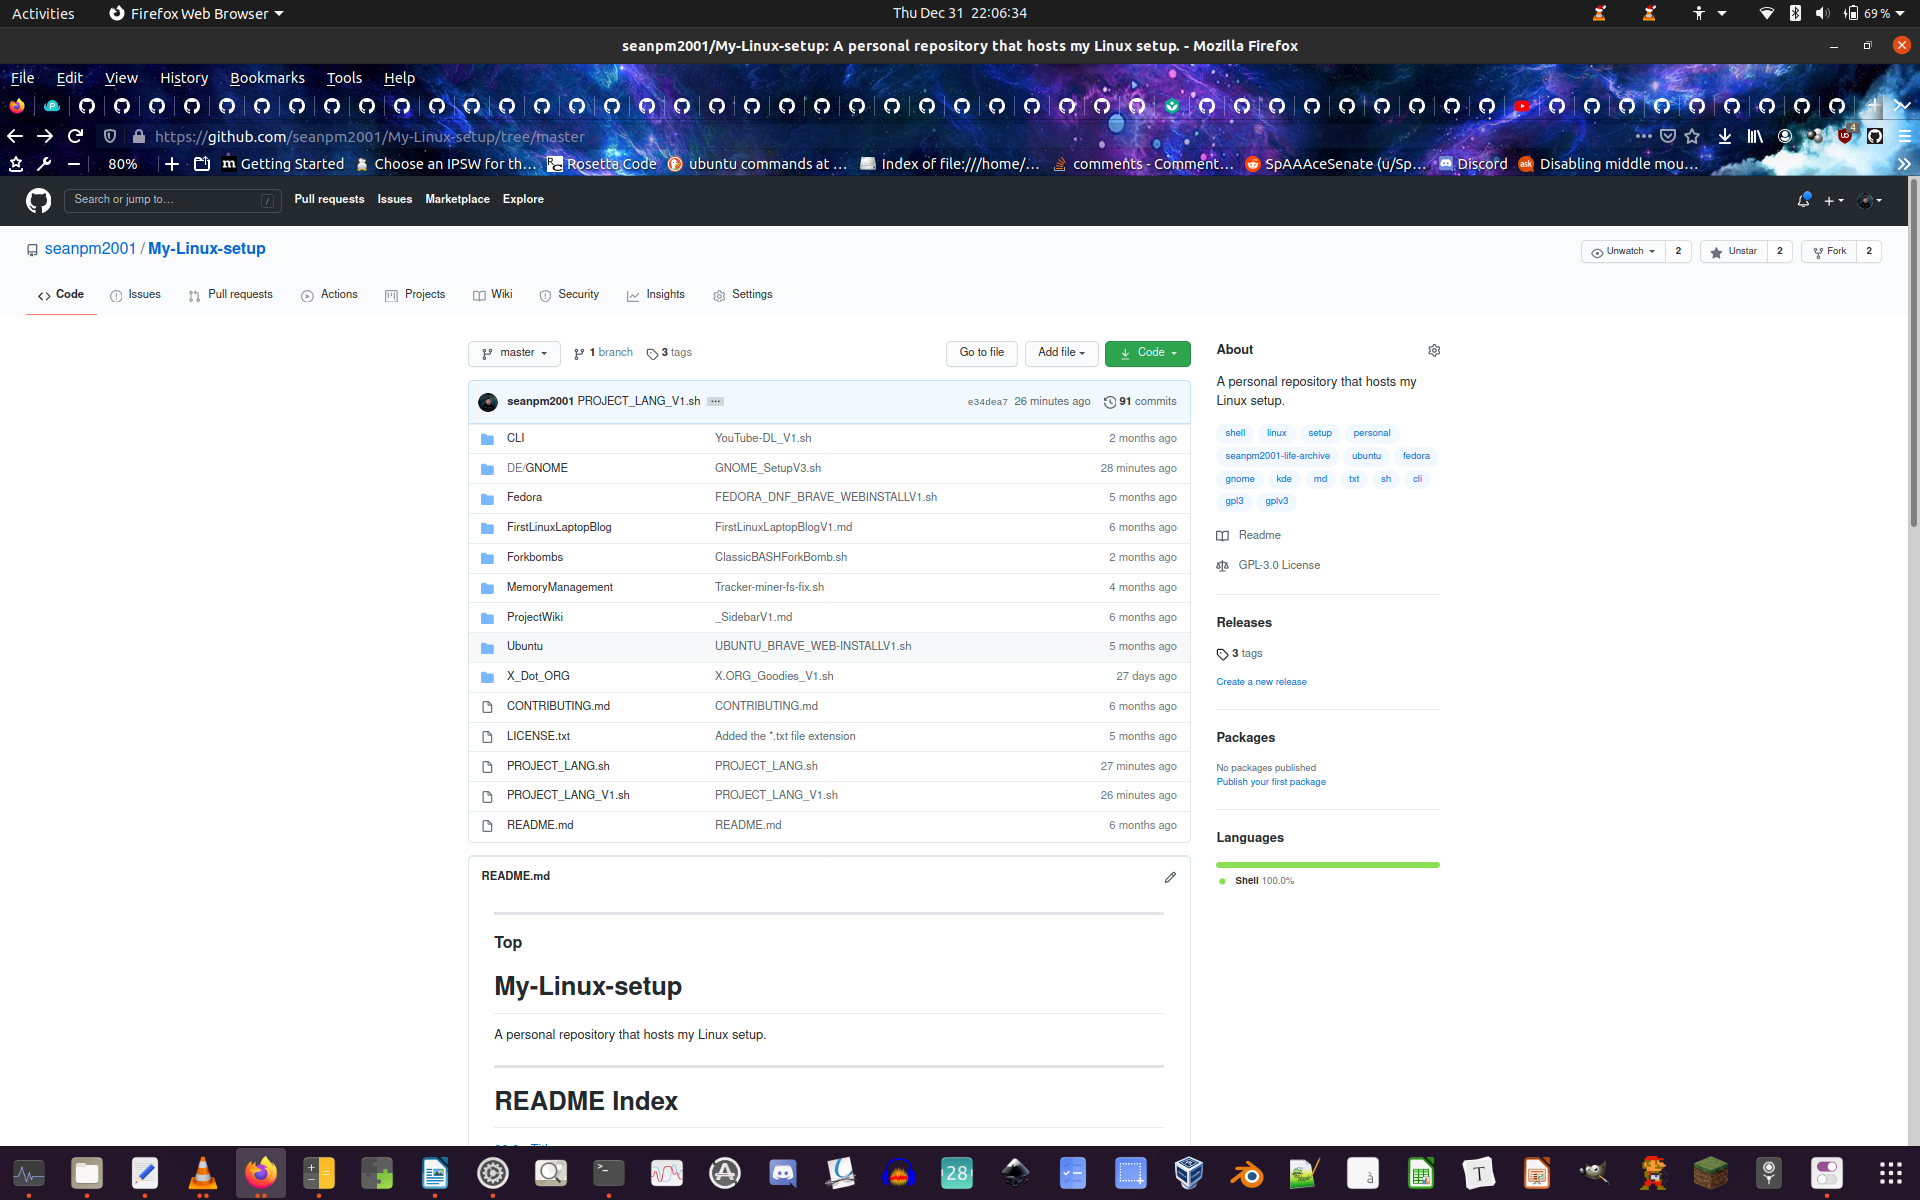 Activities Firefox Web Browser Thu Dec 31 22:06:34 69 %
seanpm2001/My-Linux-setup: A personal repository that hosts my Linux setup. - Mozilla Firefox
File Edit View History Bookmarks Tools Help
https://github.com/seanpm2001/My-Linux-setup/tree/master 4
80% Getting Started Choose an IPSW for th… Rosetta Code ubuntu commands at … Index of file:///home/… comments - Comment… SpAAAceSenate (u/Sp… Discord Disabling middle mou…
Search or jump to… / Pull requests Issues Marketplace Explore
seanpm2001 / My-Linux-setup Unwatch 2 Unstar 2 Fork 2
Code Issues Pull requests Actions Projects Wiki Security Insights Settings
master 1 branch 3 tags Go to file Add file Code
seanpm2001 PROJECT_LANG_V1.sh … e34dea7 26 minutes ago 91 commits
CLI YouTube-DL_V1.sh 2 months ago
DE/GNOME GNOME_SetupV3.sh 28 minutes ago
Fedora FEDORA_DNF_BRAVE_WEBINSTALLV1.sh 5 months ago
FirstLinuxLaptopBlog FirstLinuxLaptopBlogV1.md 6 months ago
Forkbombs ClassicBASHForkBomb.sh 2 months ago
MemoryManagement Tracker-miner-fs-fix.sh 4 months ago
ProjectWiki _SidebarV1.md 6 months ago
Ubuntu UBUNTU_BRAVE_WEB-INSTALLV1.sh 5 months ago
X_Dot_ORG X.ORG_Goodies_V1.sh 27 days ago
CONTRIBUTING.md CONTRIBUTING.md 6 months ago
LICENSE.txt Added the *.txt file extension 5 months ago
PROJECT_LANG.sh PROJECT_LANG.sh 27 minutes ago
PROJECT_LANG_V1.sh PROJECT_LANG_V1.sh 26 minutes ago
README.md README.md 6 months ago
README.md
Top
My-Linux-setup
A personal repository that hosts my Linux setup.
README Index
About
A personal repository that hosts my
Linux setup.
shell linux setup personal
seanpm2001-life-archive ubuntu fedora
gnome kde md txt sh cli
gpl3 gplv3
Readme
GPL-3.0 License
Releases
3 tags
Create a new release
Packages
No packages published
Publish your first package
Languages
Shell 100.0%
28